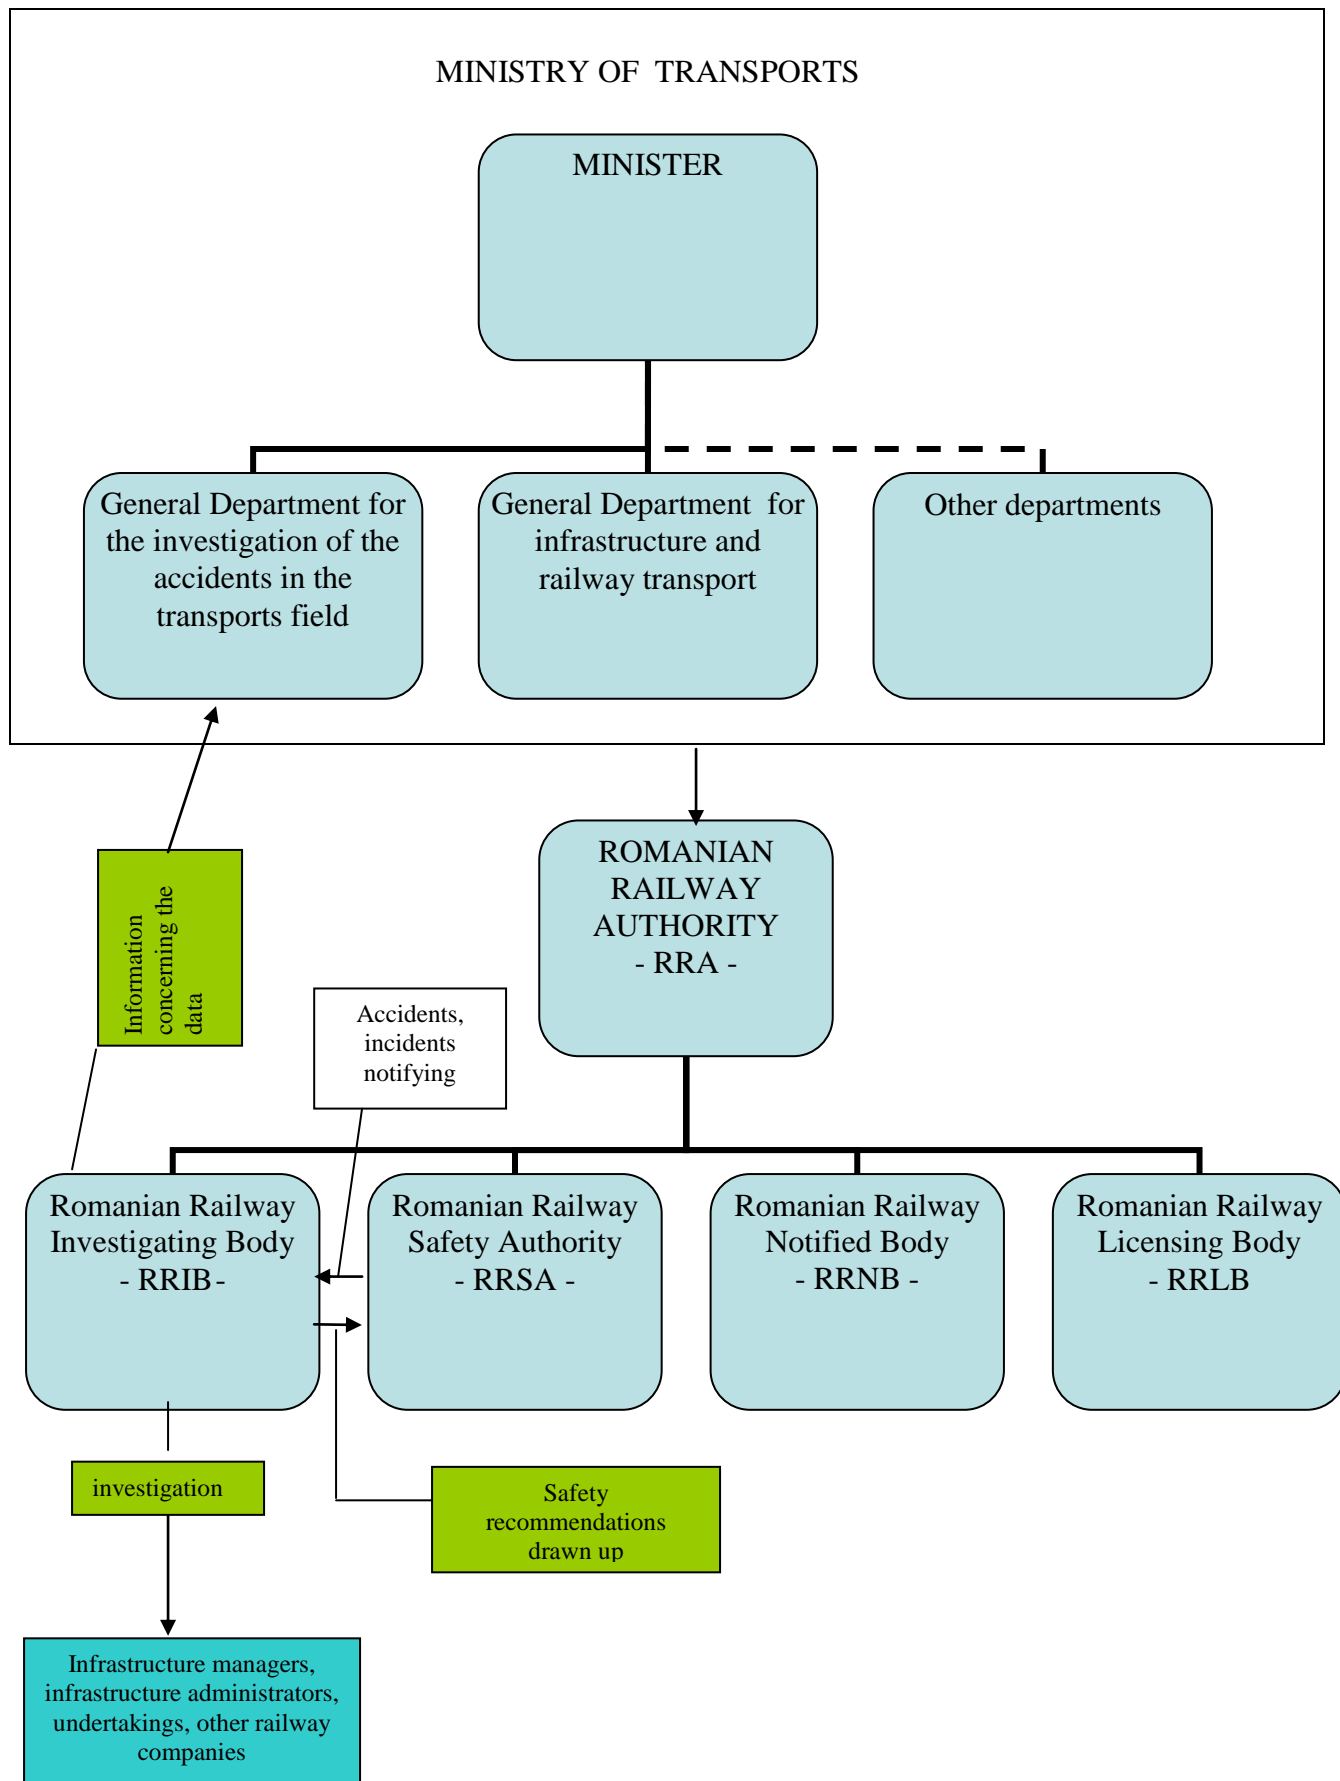 MINISTRY OF TRANSPORTS
MINISTER
General Department for
the investigation of the
accidents in the
transports field
General Department for
infrastructure and
railway transport
Other departments
ROMANIAN
RAILWAY
AUTHORITY
- RRA -
Information
concerning the
data
Accidents,
incidents
notifying
Romanian Railway
Investigating Body
- RRIB -
Romanian Railway
Safety Authority
- RRSA -
Romanian Railway
Notified Body
- RRNB -
Romanian Railway
Licensing Body
- RRLB
investigation
Safety
recommendations
drawn up
Infrastructure managers,
infrastructure administrators,
undertakings, other railway
companies